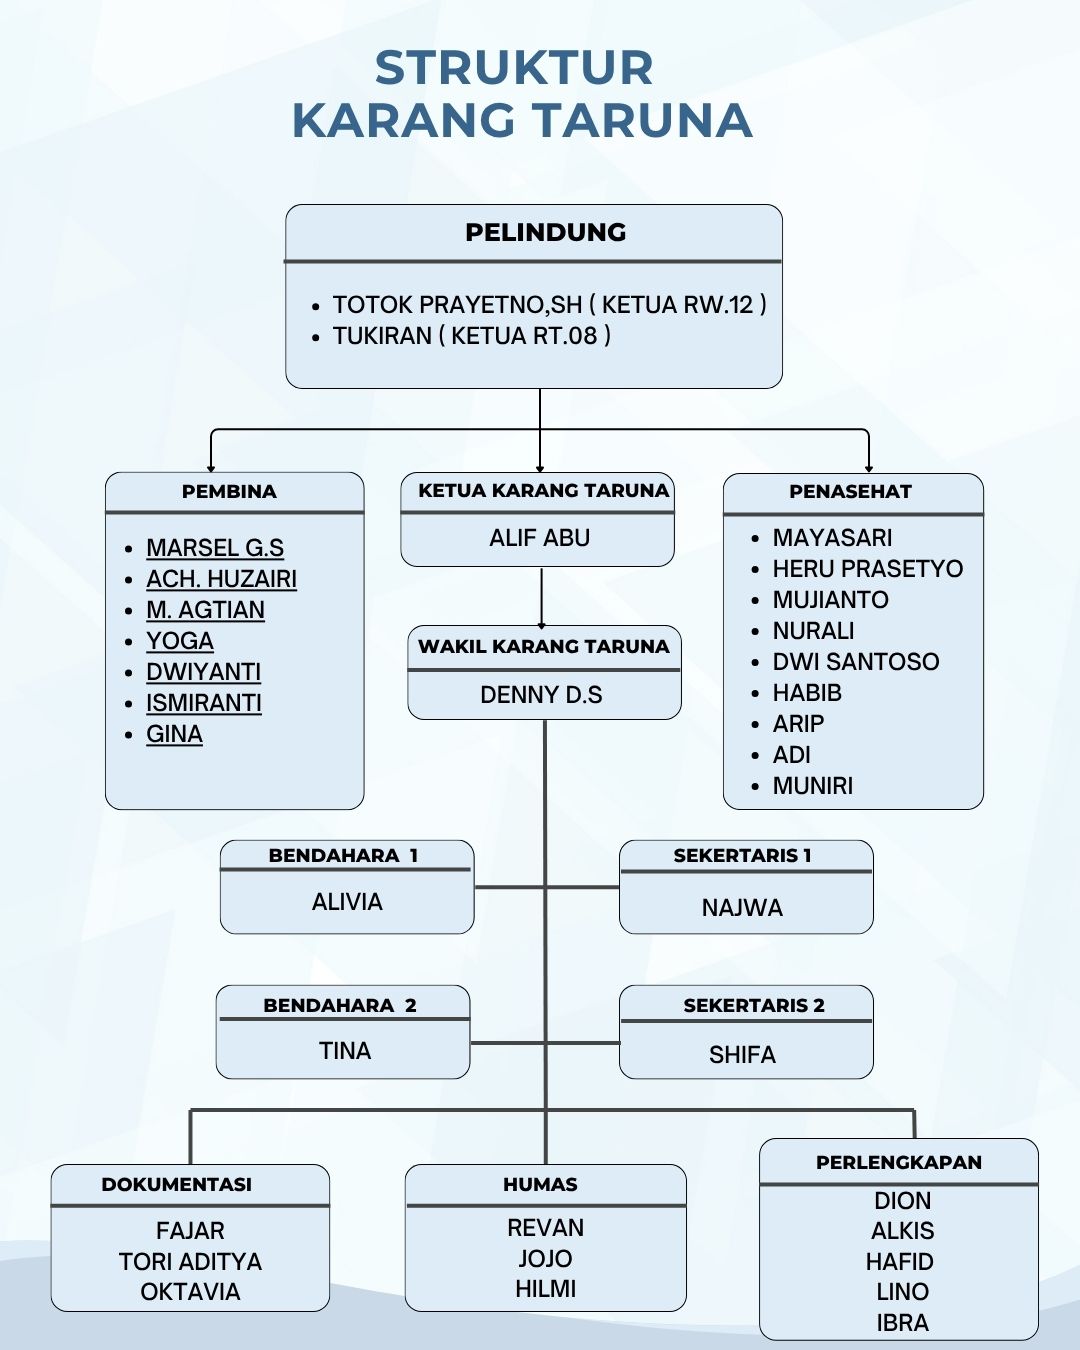 STRUKTUR
KARANG TARUNA
PELINDUNG
• TOTOK PRAYETNO,SH ( KETUA RW.12 )
• TUKIRAN ( KETUA RT.08 )
PEMBINA
• MARSEL G.S
• ACH. HUZAIRI
• M. AGTIAN
• YOGA
• DWIYANTI
• ISMIRANTI
• GINA
KETUA KARANG TARUNA
ALIF ABU
WAKIL KARANG TARUNA
DENNY D.S
PENASEHAT
• MAYASARI
• HERU PRASETYO
• MUJIANTO
• NURALI
• DWI SANTOSO
• HABIB
• ARIP
• ADI
• MUNIRI
BENDAHARA 1
ALIVIA
SEKERTARIS 1
NAJWA
BENDAHARA 2
TINA
SEKERTARIS 2
SHIFA
DOKUMENTASI
FAJAR
TORI ADITYA
OKTAVIA
HUMAS
REVAN
JOJO
HILMI
PERLENGKAPAN
DION
ALKIS
HAFID
LINO
IBRA